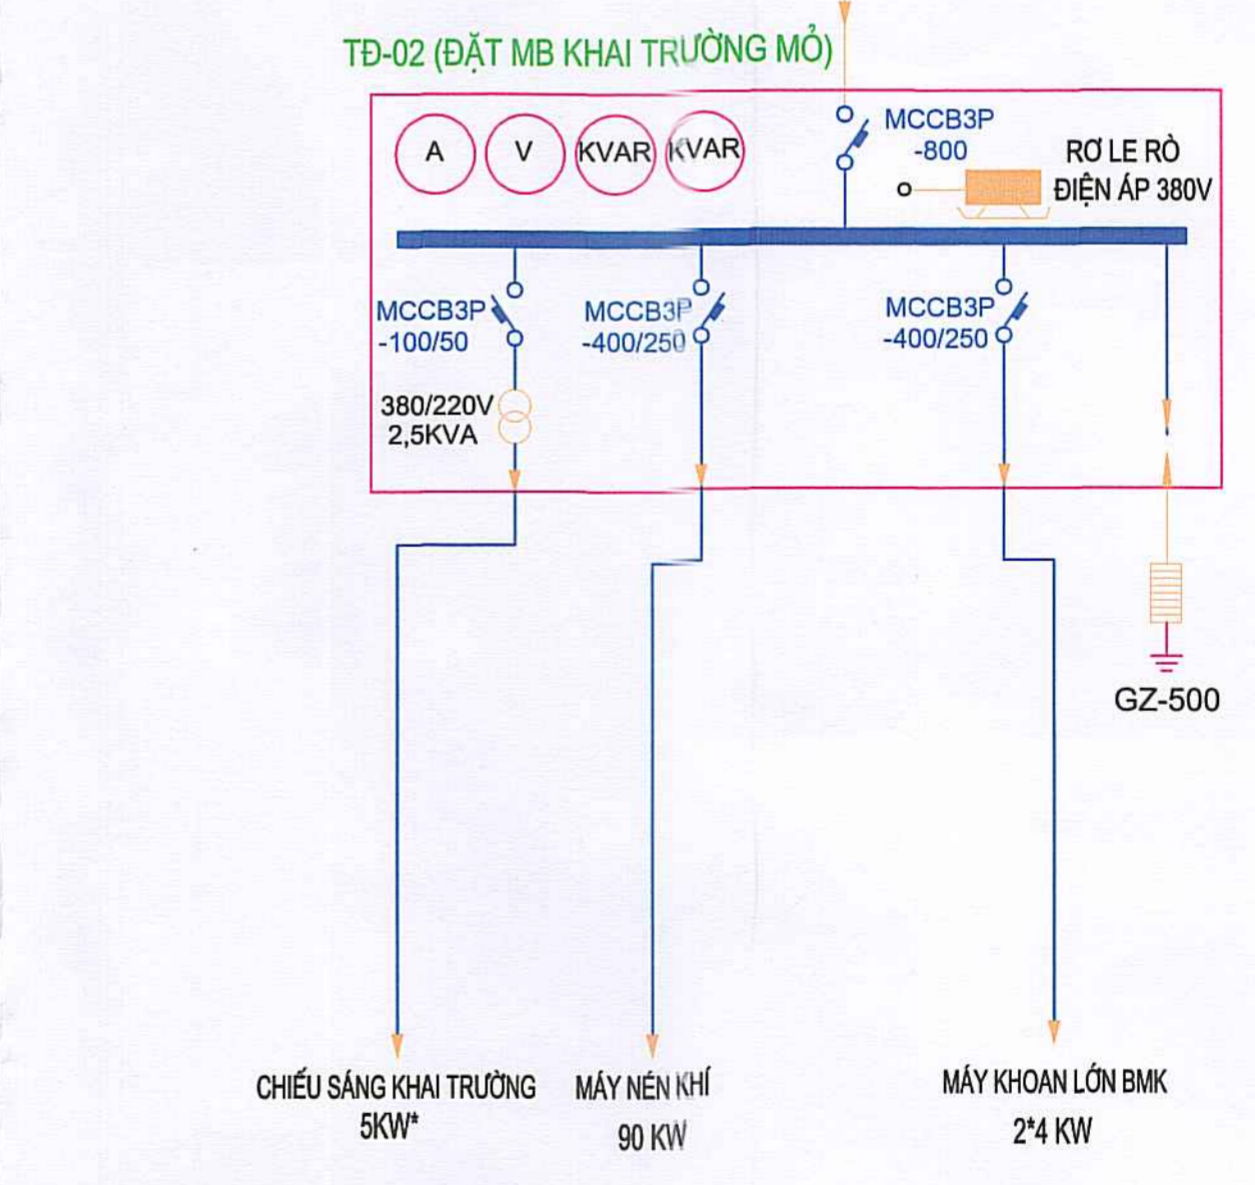 TĐ-02 (ĐẶT MB KHAI TRƯỜNG MỎ)
A
V
KVAR
KVAR
MCCB3P
-800
RƠ LE RÒ
ĐIỆN ÁP 380V
MCCB3P
-100/50
MCCB3P
-400/250
MCCB3P
-400/250
380/220V
2,5KVA
GZ-500
CHIẾU SÁNG KHAI TRƯỜNG
5KW*
MÁY NÉN KHÍ
90 KW
MÁY KHOAN LỚN BMK
2*4 KW